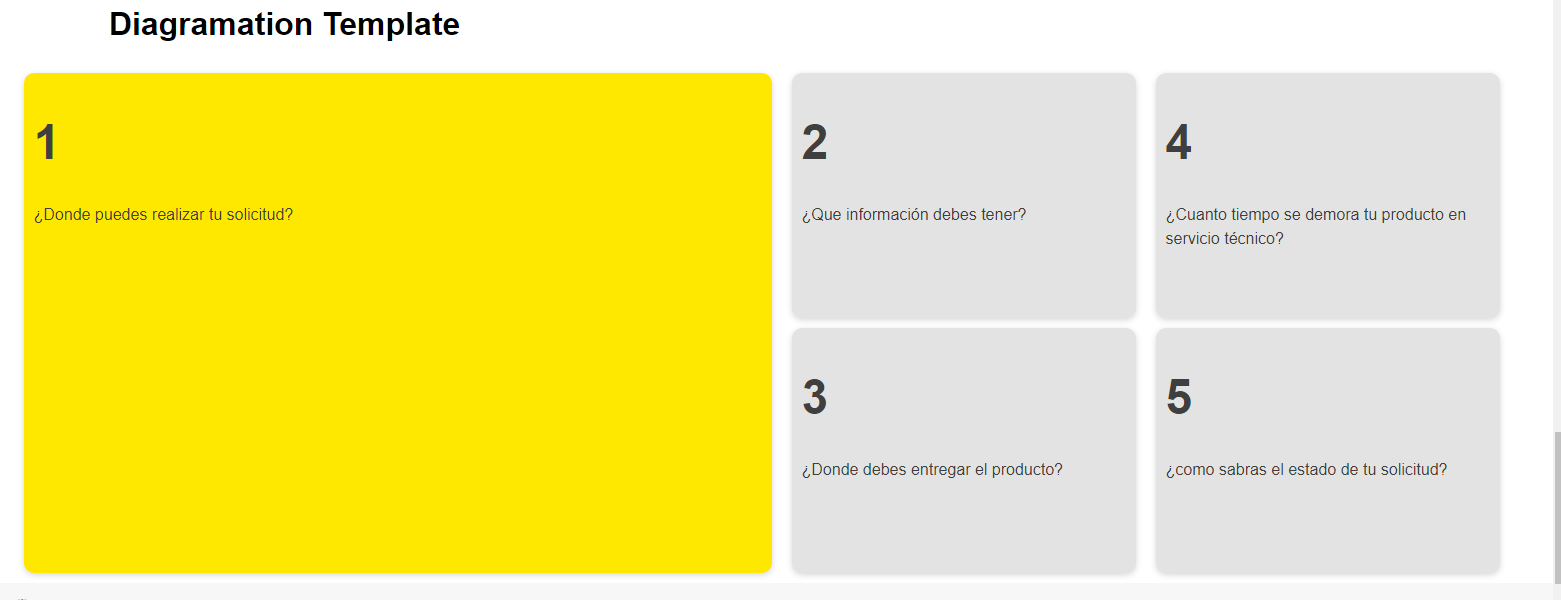 Diagramation Template
1
¿Donde puedes realizar tu solicitud?
2
¿Que información debes tener?
3
¿Donde debes entregar el producto?
4
¿Cuanto tiempo se demora tu producto en
servicio técnico?
5
¿como sabras el estado de tu solicitud?